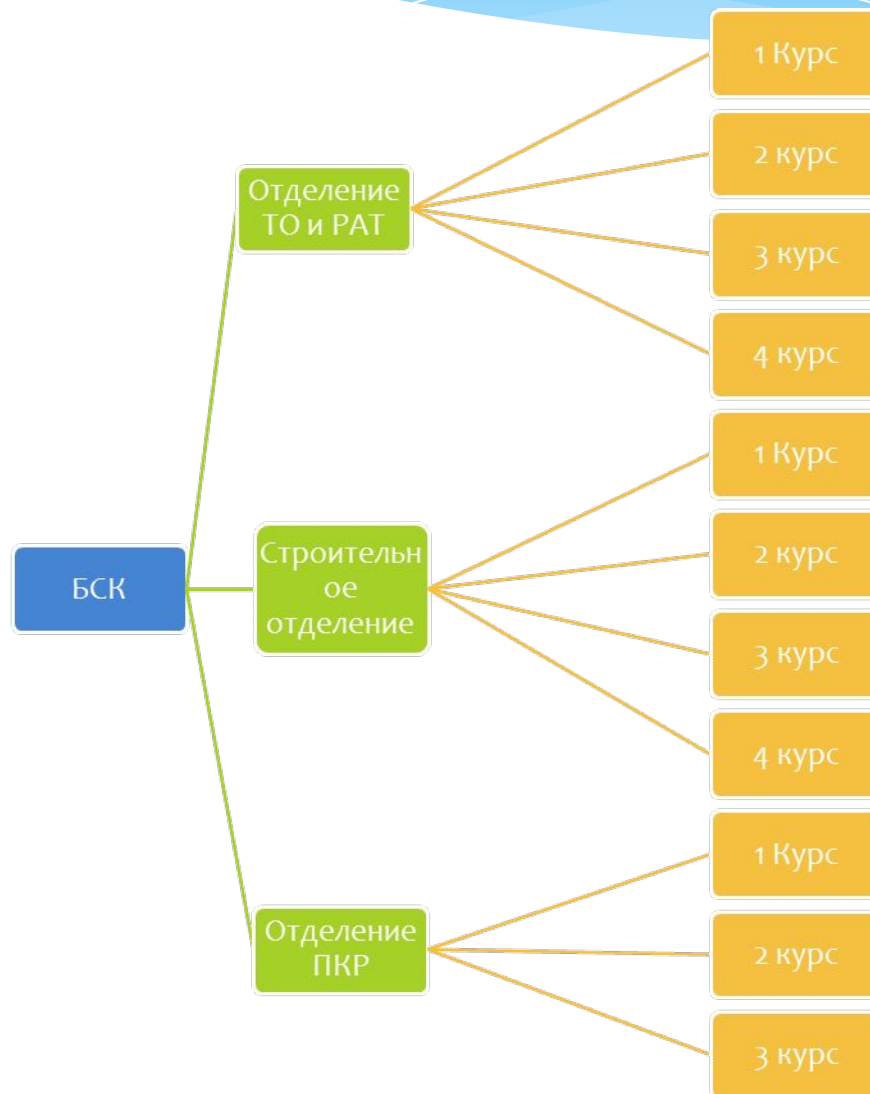 БСК
Отделение
ТО и РАТ
1 Курс
2 курс
3 курс
4 курс
Строительн
ое
отделение
1 Курс
2 курс
3 курс
4 курс
Отделение
ПКР
1 Курс
2 курс
3 курс